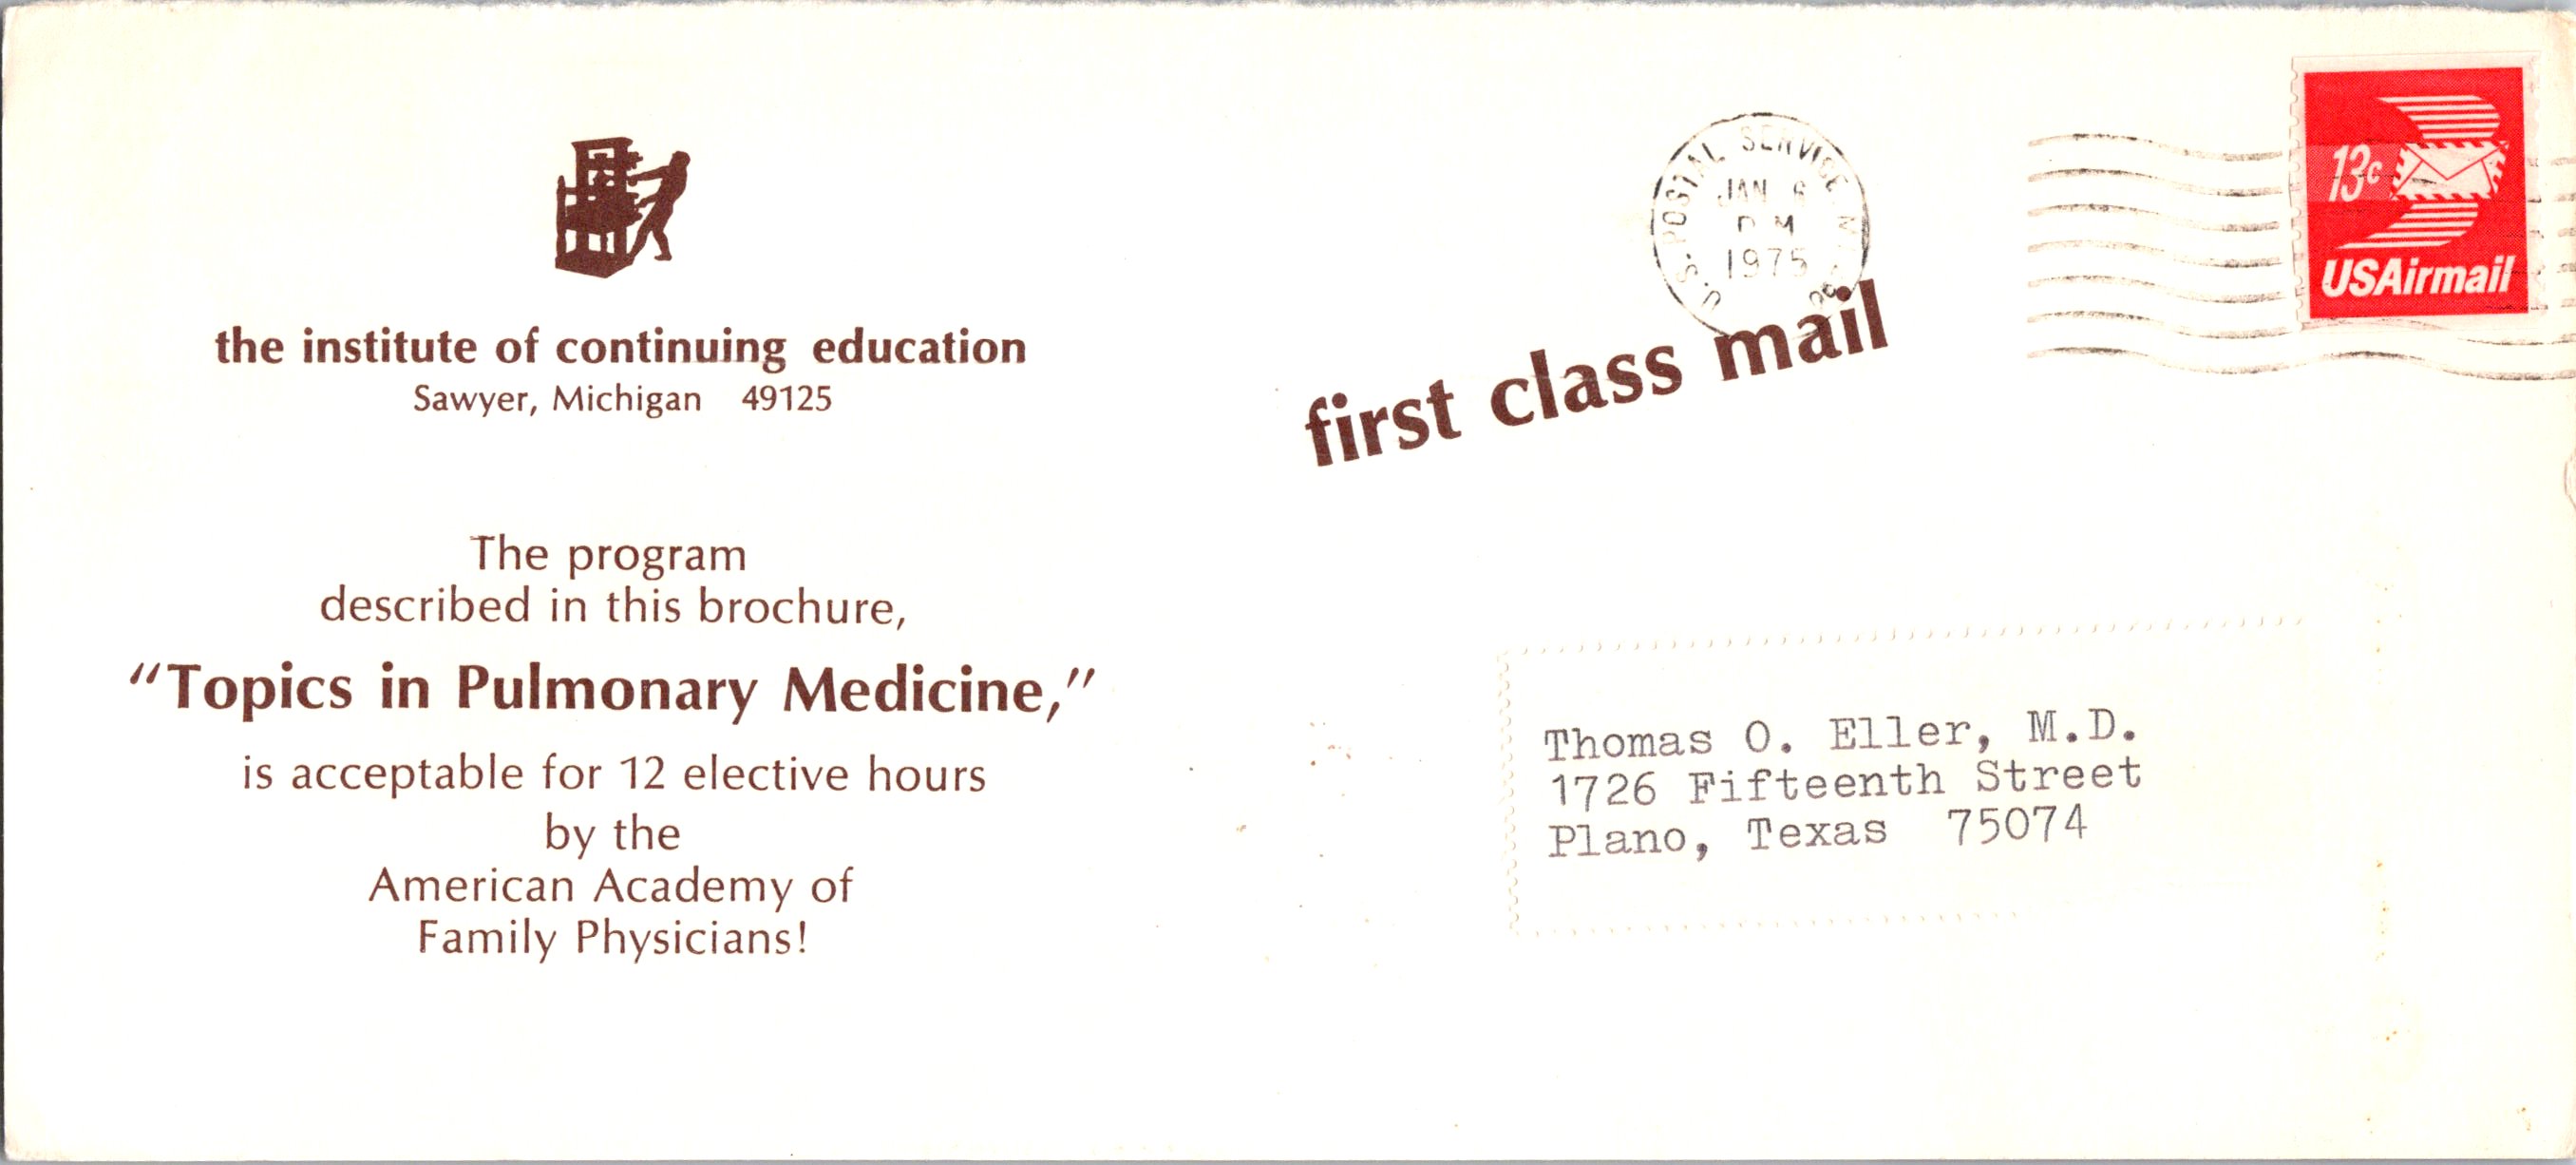 the institute of continuing education
Sawyer, Michigan 49125
The program
described in this brochure,
"Topics in Pulmonary Medicine,"
is acceptable for 12 elective hours
by the
American Academy of
Family Physicians!
U.S. POSTAL SERVICE
JAN 6
PM
1975
first class mail
13c
USAirmail
Thomas O. Eller, M.D.
1726 Fifteenth Street
Plano, Texas 75074